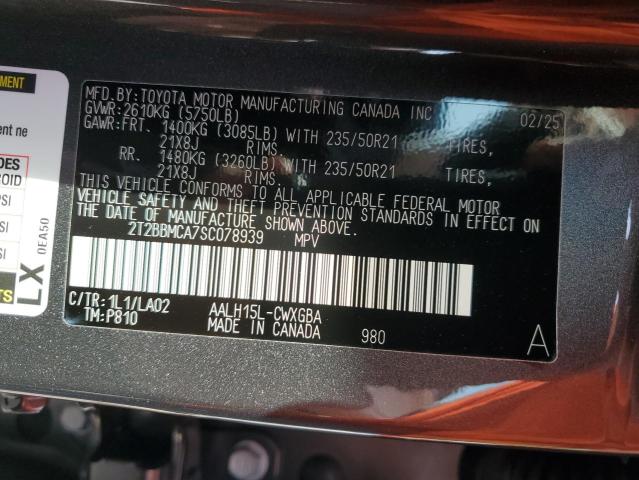 MFD.BY:TOYOTA MOTOR MANUFACTURING CANADA INC 02/25
GVWR:2610KG (5750LB)
GAWR:FRT. 1400KG (3085LB) WITH 235/50R21 TIRES,
21X8J RIMS.
RR. 1480KG (3260LB) WITH 235/50R21 TIRES,
21X8J RIMS.
THIS VEHICLE CONFORMS TO ALL APPLICABLE FEDERAL MOTOR
VEHICLE SAFETY AND THEFT PREVENTION STANDARDS IN EFFECT
ON THE DATE OF MANUFACTURE SHOWN ABOVE.
2T2BBMCA7SC078939 MPV
C/TR:1L1/LA02 AALH15L-CWXGBA
TM:P810 MADE IN CANADA 980 A
LX 0EA50